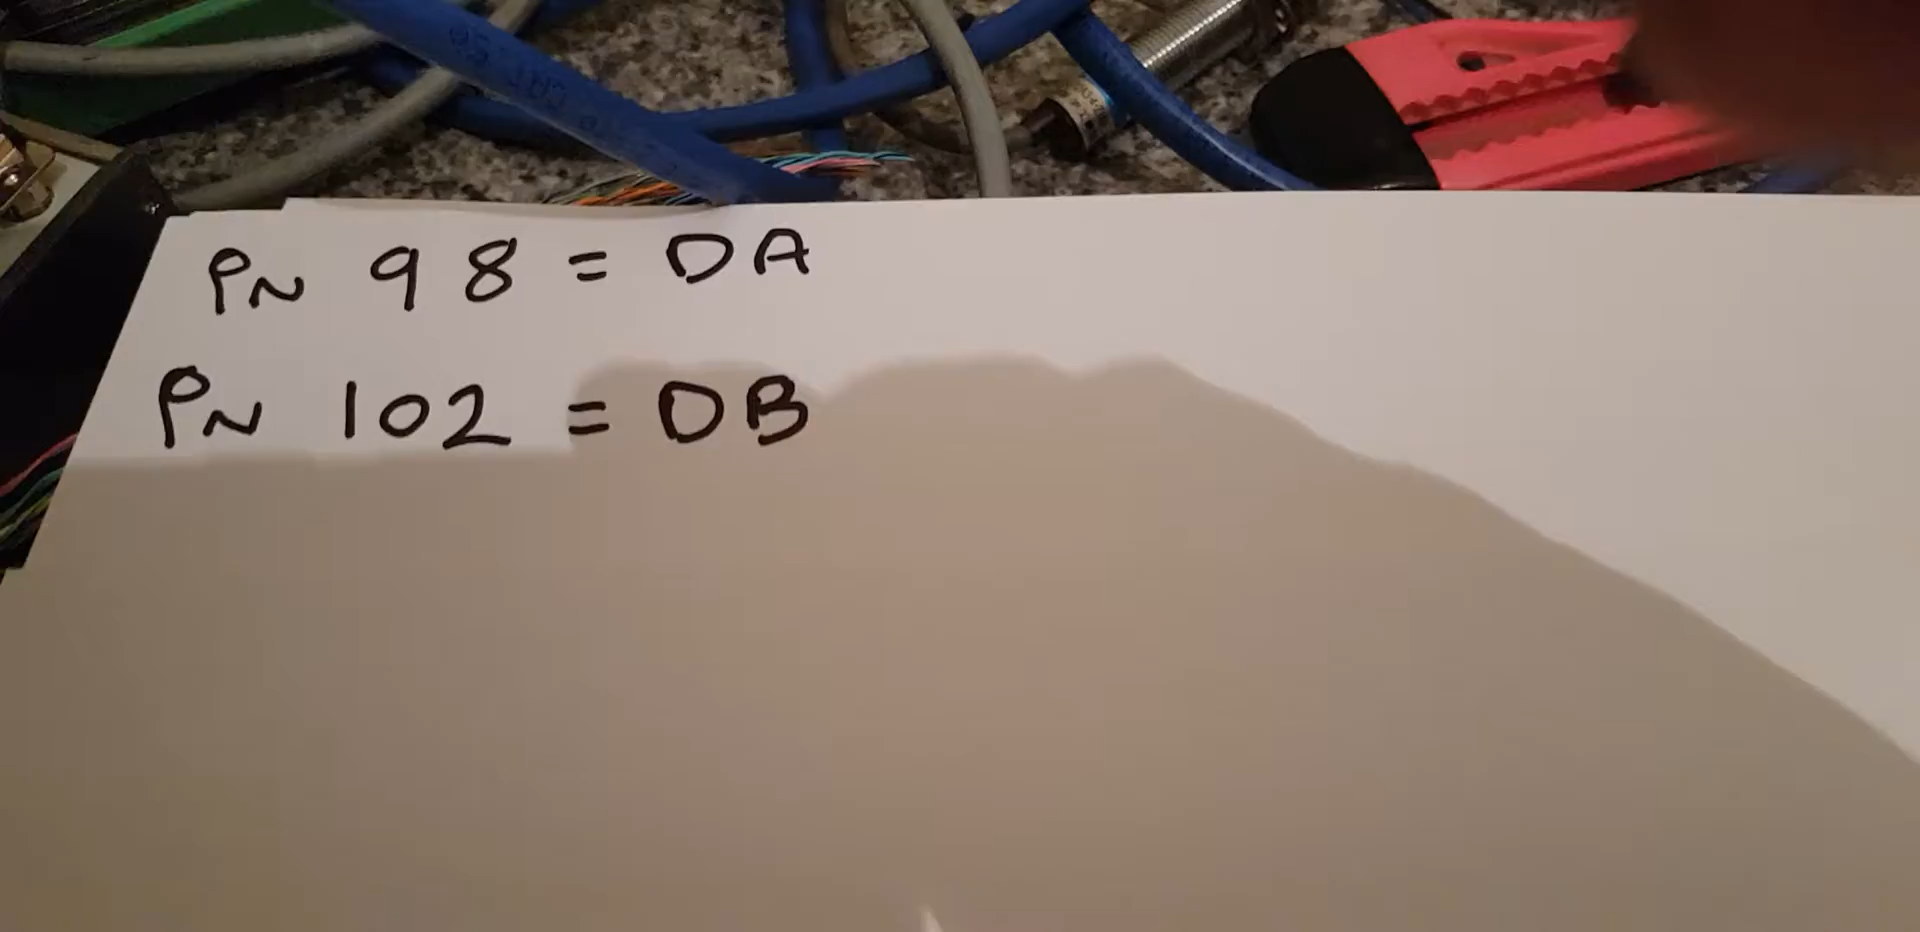 PN 98 = DA
PN 102 = DB